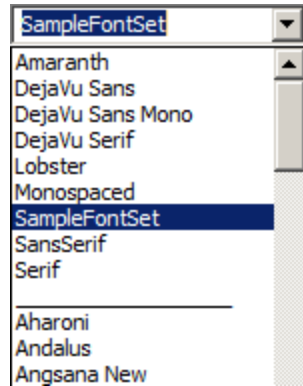 SampleFontSet
Amaranth
DejaVu Sans
DejaVu Sans Mono
DejaVu Serif
Lobster
Monospaced
SampleFontSet
SansSerif
Serif
Aharoni
Andalus
Angsana New